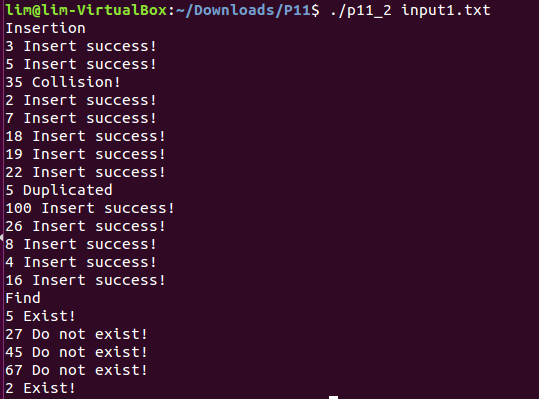 lim@lim-VirtualBox:~/Downloads/P11$ ./p11_2 input1.txt
Insertion
3 Insert success!
5 Insert success!
35 Collision!
2 Insert success!
7 Insert success!
18 Insert success!
19 Insert success!
22 Insert success!
5 Duplicated
100 Insert success!
26 Insert success!
8 Insert success!
4 Insert success!
16 Insert success!
Find
5 Exist!
27 Do not exist!
45 Do not exist!
67 Do not exist!
2 Exist!